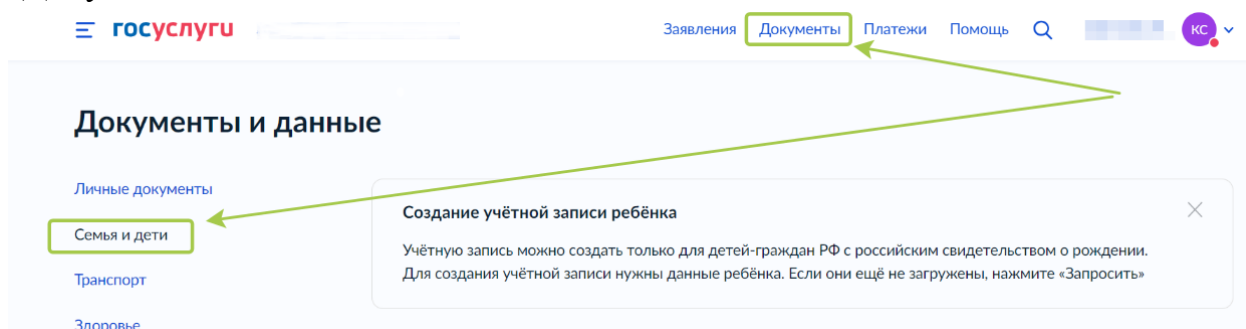 госуслуги
Заявления Документы Платежи Помощь КС
Документы и данные
Личные документы
Создание учётной записи ребёнка
Семья и дети
Учётную запись можно создать только для детей-граждан РФ с российским свидетельством о рождении.
Для создания учётной записи нужны данные ребёнка. Если они ещё не загружены, нажмите «Запросить»
Транспорт
Здоровье